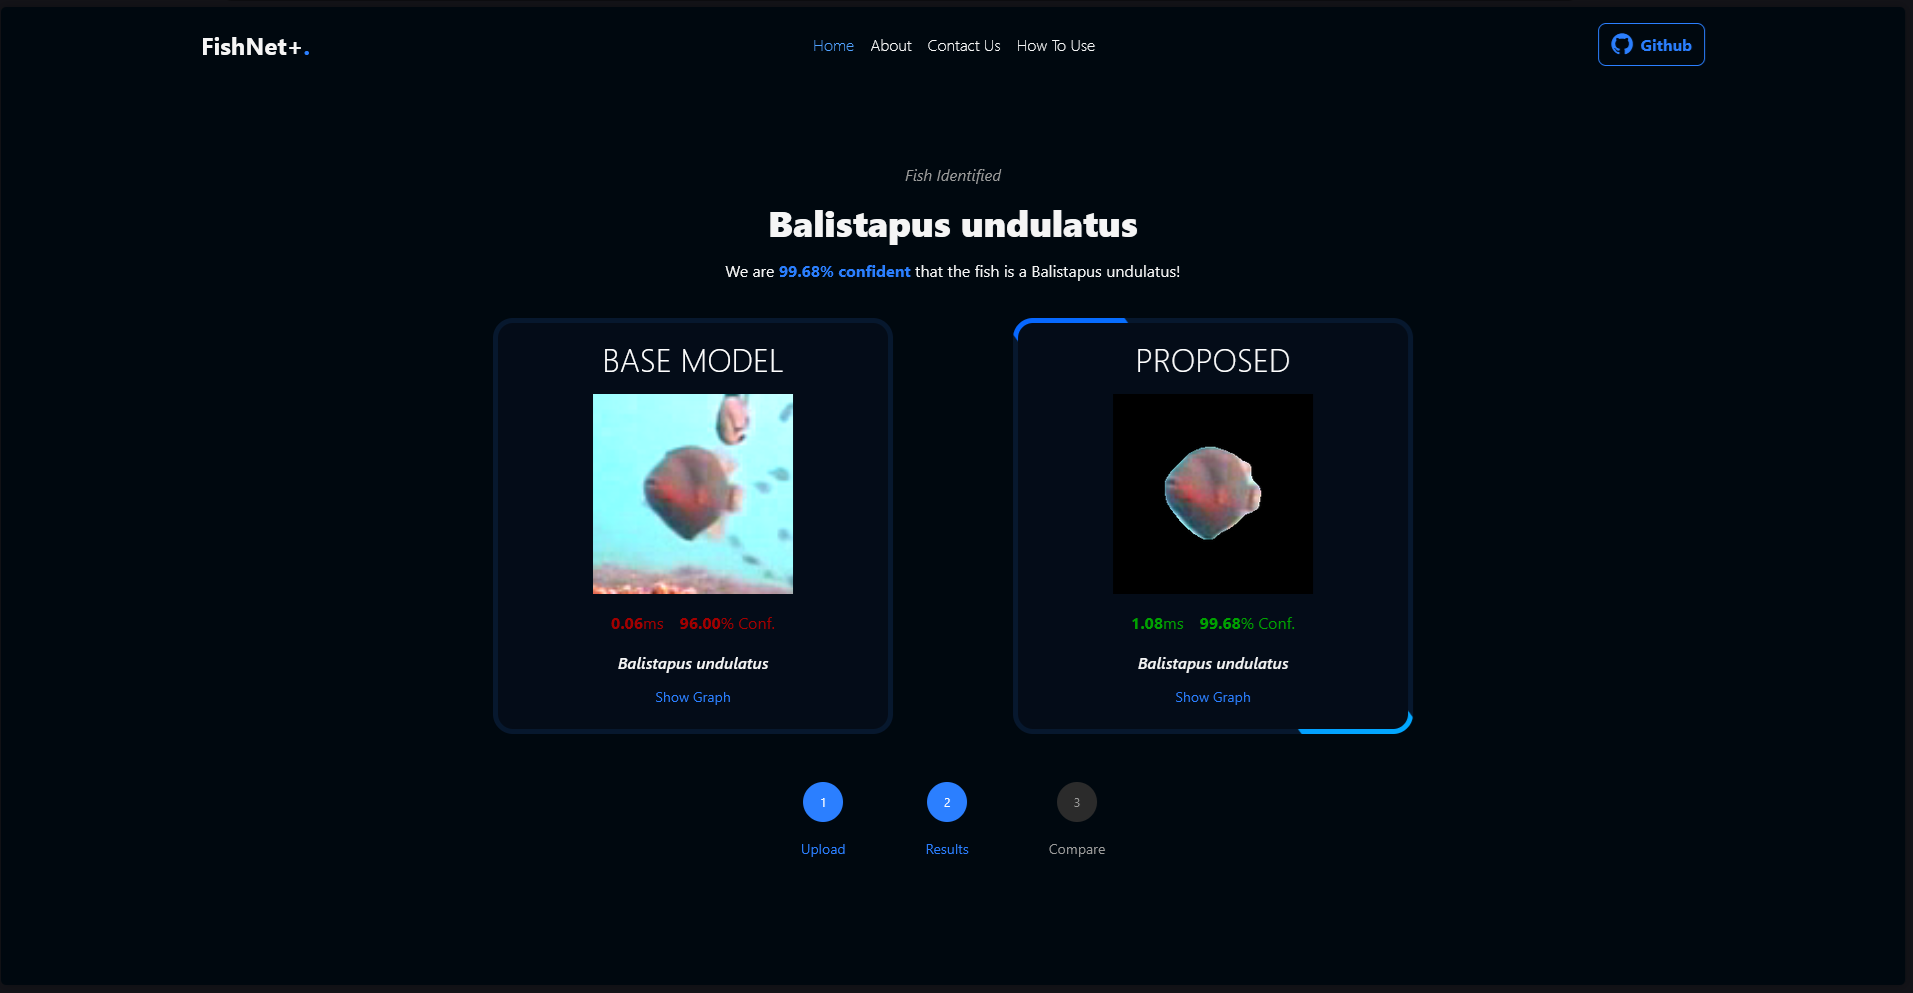 FishNet+.
Home About Contact Us How To Use
Github
Fish Identified
Balistapus undulatus
We are 99.68% confident that the fish is a Balistapus undulatus!
BASE MODEL
0.06ms 96.00% Conf.
Balistapus undulatus
Show Graph
PROPOSED
1.08ms 99.68% Conf.
Balistapus undulatus
Show Graph
1 2 3
Upload Results Compare